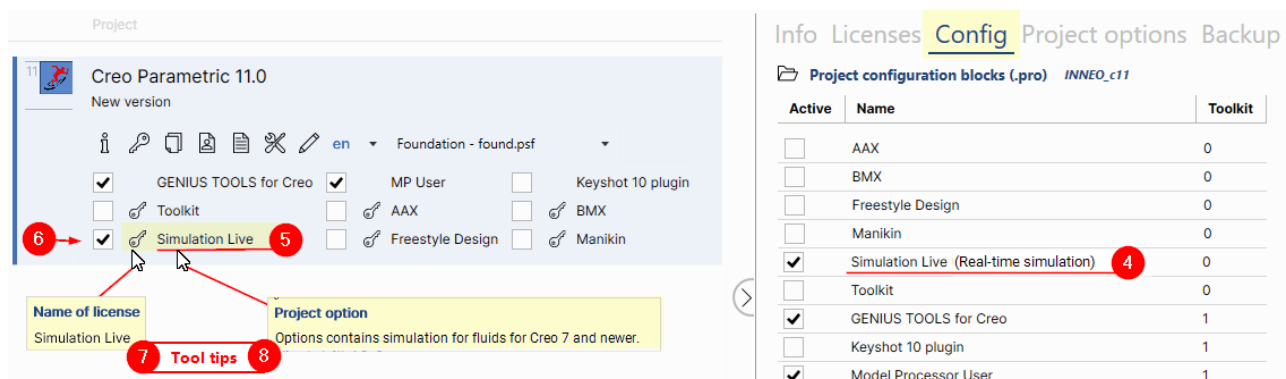 Project
Info Licenses Config Project options Backup
Project configuration blocks (.pro) INNEO_c11
Active Name Toolkit
11 Creo Parametric 11.0
New version
en Foundation - found.psf
GENIUS TOOLS for Creo MP User Keyshot 10 plugin
Toolkit AAX BMX
6 Simulation Live 5 Freestyle Design Manikin
Name of license
Simulation Live
Project option
Options contains simulation for fluids for Creo 7 and newer.
7 Tool tips 8
AAX 0
BMX 0
Freestyle Design 0
Manikin 0
Simulation Live (Real-time simulation) 4 0
Toolkit 0
GENIUS TOOLS for Creo 1
Keyshot 10 plugin 1
Model Processor User 1